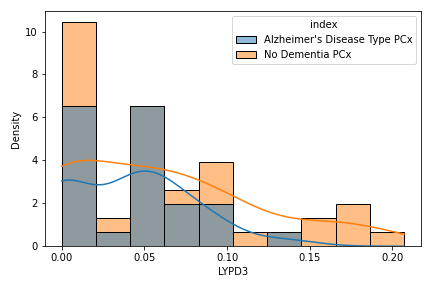 index
Alzheimer's Disease Type PCx
No Dementia PCx
Density
10
8
6
4
2
0
0.00 0.05 0.10 0.15 0.20
LYPD3